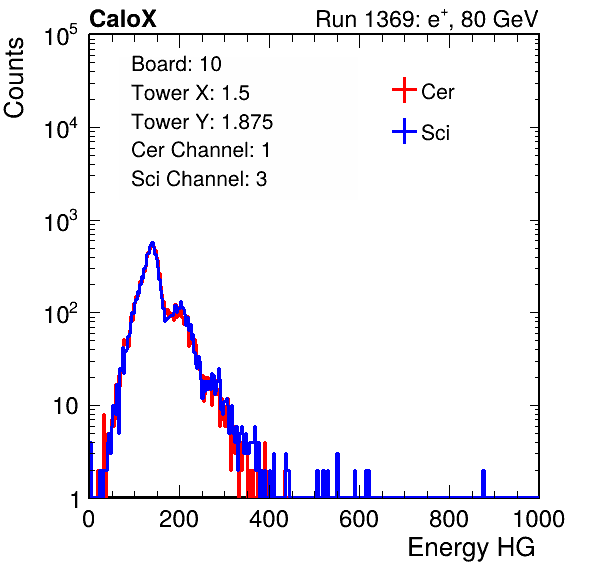 CaloX Run 1369: e⁺, 80 GeV
Counts
Board: 10
Tower X: 1.5
Tower Y: 1.875
Cer Channel: 1
Sci Channel: 3
Cer
Sci
10⁵
10⁴
10³
10²
10
1
0 200 400 600 800 1000
Energy HG